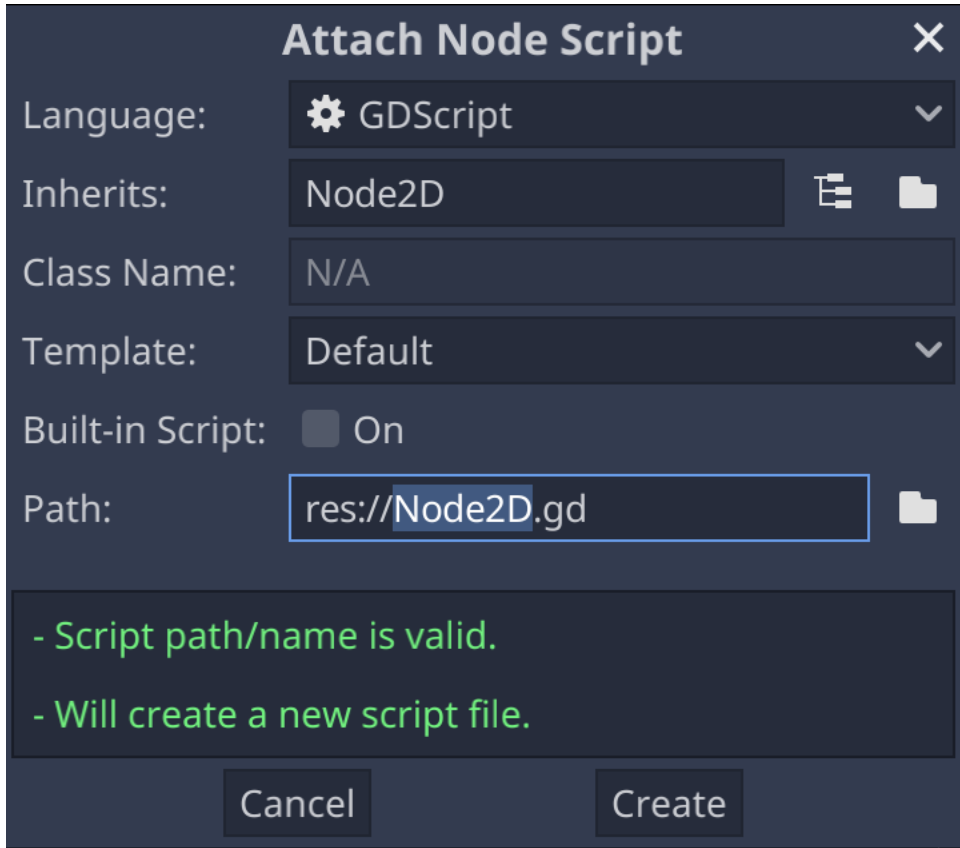 Attach Node Script
Language: GDScript
Inherits: Node2D
Class Name: N/A
Template: Default
Built-in Script: On
Path: res://Node2D.gd
- Script path/name is valid.
- Will create a new script file.
Cancel Create